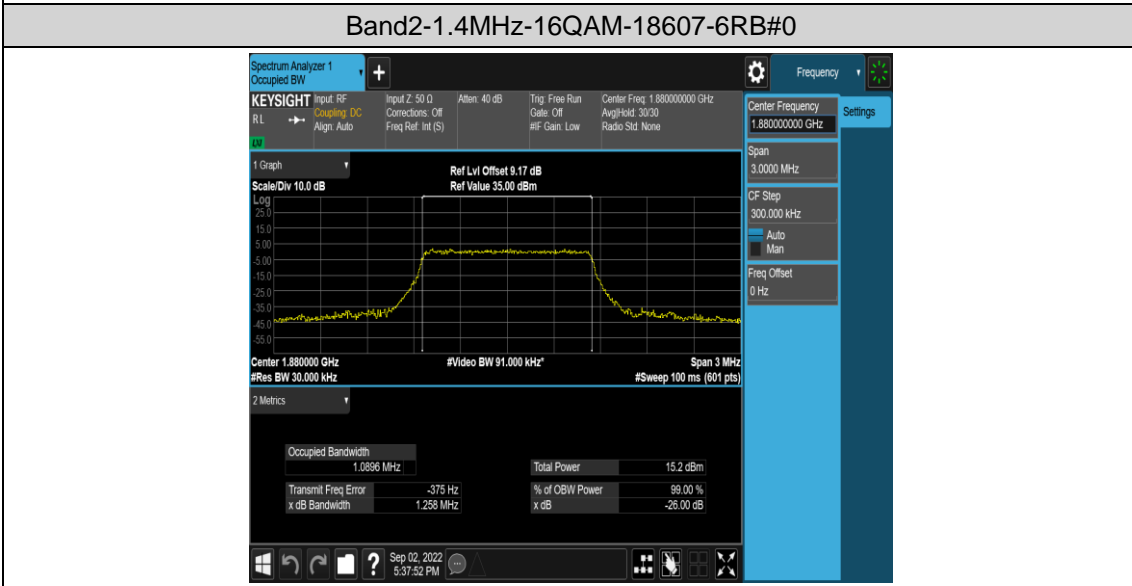 Band2-1.4MHz-16QAM-18607-6RB#0
Spectrum Analyzer 1
Occupied BW
+
Frequency
KEYSIGHT
RL
Input: RF
Coupling: DC
Align: Auto
Input Z: 50 Ω
Corrections: Off
Freq Ref: Int (S)
Atten: 40 dB
Trig: Free Run
Gate: Off
#IF Gain: Low
Center Freq: 1.880000000 GHz
Avg|Hold: 30/30
Radio Std: None
Center Frequency
1.880000000 GHz
Settings
Span
3.0000 MHz
CF Step
300.000 kHz
Auto
Man
Freq Offset
0 Hz
1 Graph
Scale/Div 10.0 dB
Ref Lvl Offset 9.17 dB
Ref Value 35.00 dBm
Log
25.0
15.0
5.00
-5.00
-15.0
-25.0
-35.0
-45.0
-55.0
Center 1.880000 GHz
#Video BW 91.000 kHz*
Span 3 MHz
#Res BW 30.000 kHz
#Sweep 100 ms (601 pts)
2 Metrics
Occupied Bandwidth
1.0896 MHz
Total Power 15.2 dBm
Transmit Freq Error -375 Hz
% of OBW Power 99.00 %
x dB Bandwidth 1.258 MHz
x dB -26.00 dB
?
Sep 02, 2022
5:37:52 PM